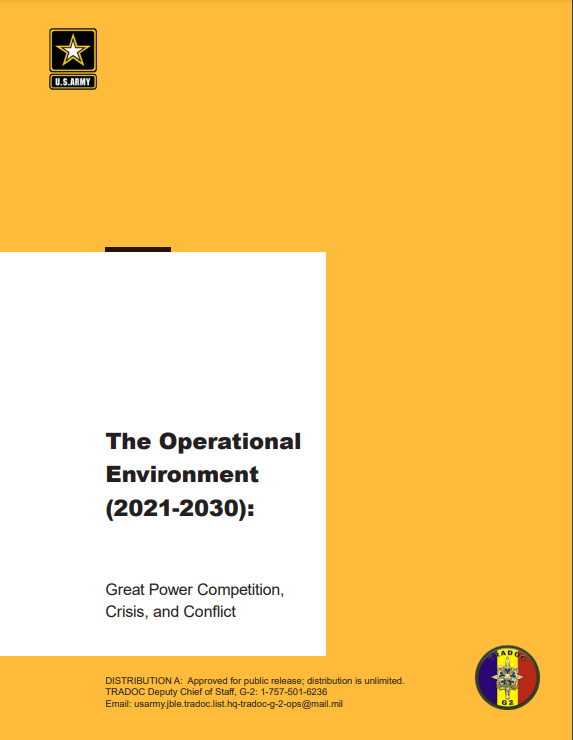 U.S.ARMY
The Operational
Environment
(2021-2030):
Great Power Competition,
Crisis, and Conflict
DISTRIBUTION A:  Approved for public release; distribution is unlimited.
TRADOC Deputy Chief of Staff, G-2: 1-757-501-6236
Email: usarmy.jble.tradoc.list.hq-tradoc-g-2-ops@mail.mil
TRADOC
G2